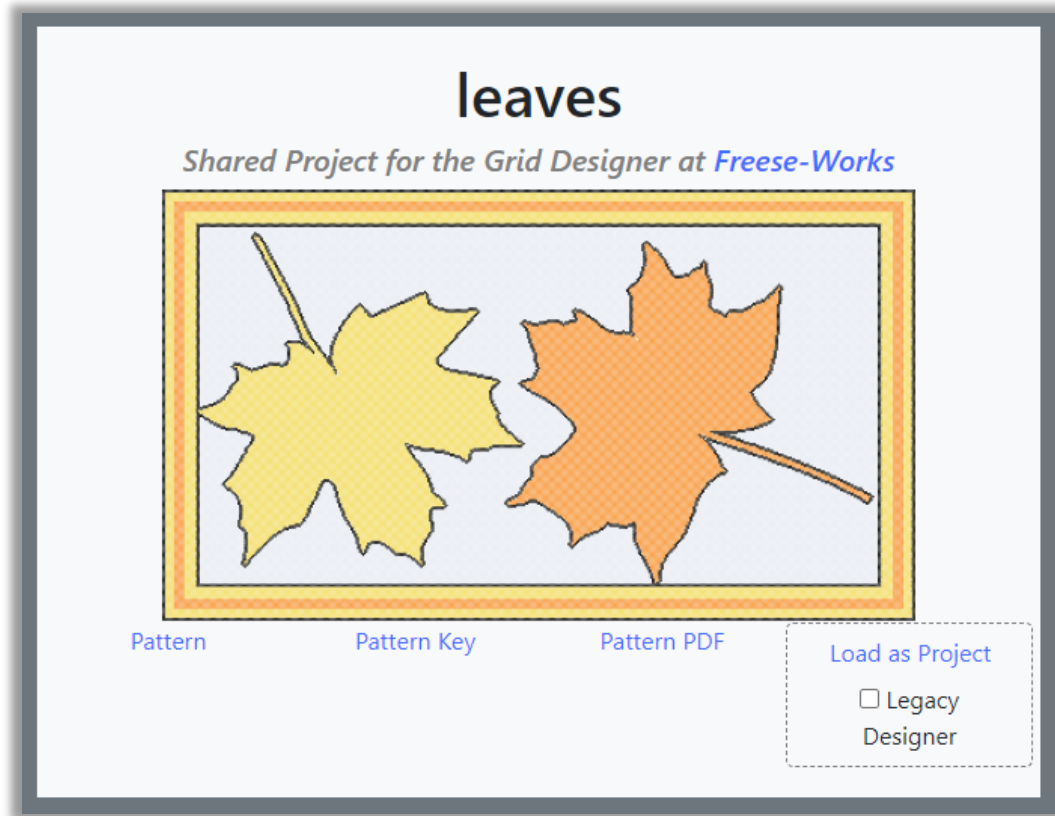 leaves
Shared Project for the Grid Designer at Freese-Works
Pattern
Pattern Key
Pattern PDF
Load as Project
Legacy
Designer